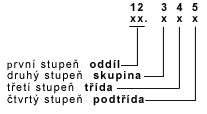 12 3 4 5
xx. x x x
první stupeň oddíl
druhý stupeň skupina
třetí stupeň třída
čtvrtý stupeň podtřída